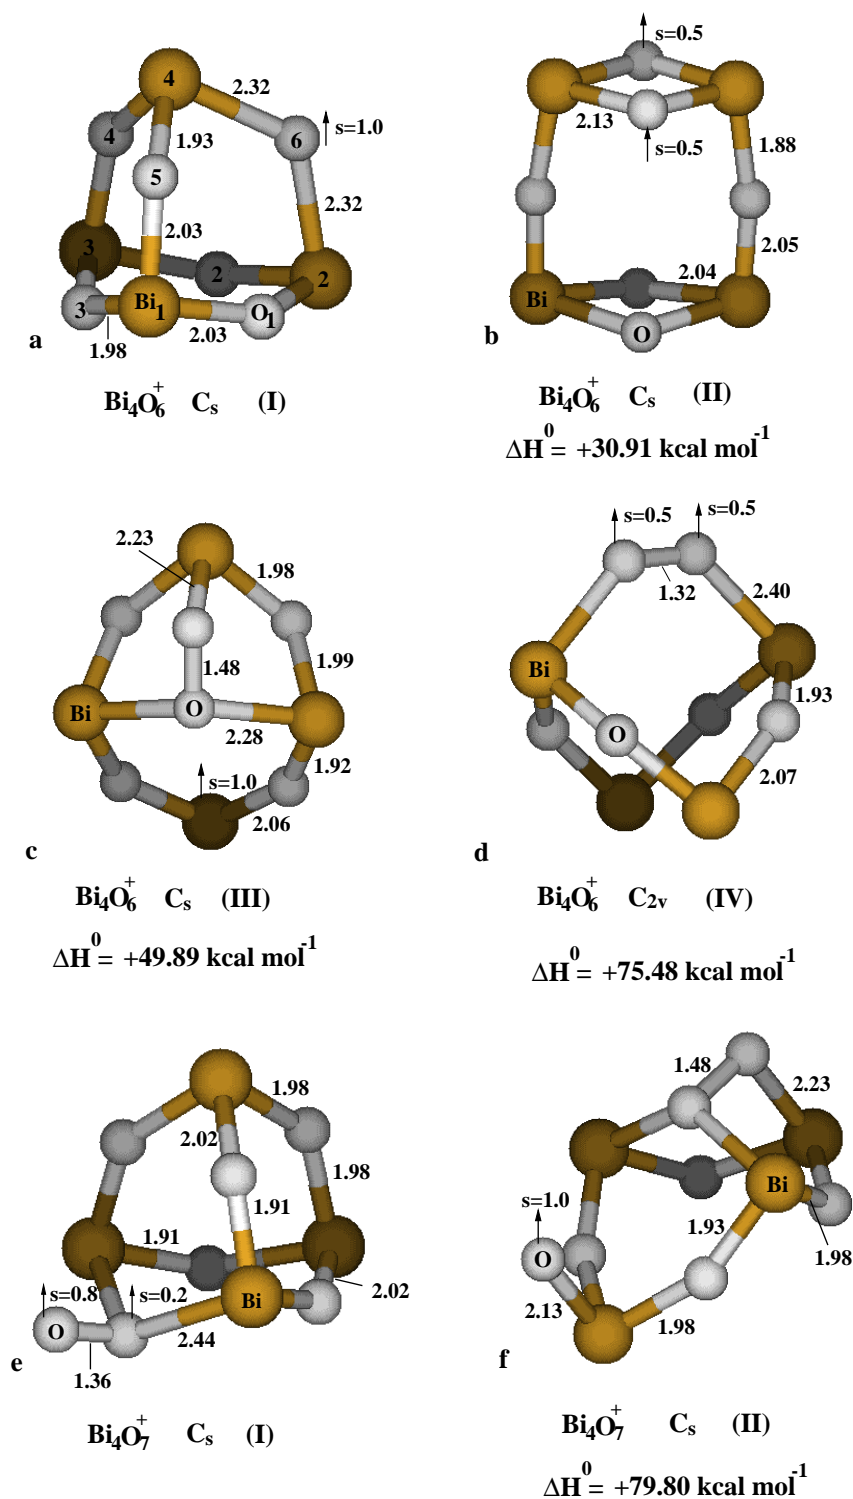 4
2.32
s=1.0
4
1.93
6
5
2.32
2.03
3
2
2
3
Bi1
O1
2.03
1.98
a
Bi4O6+ Cs (I)
s=0.5
2.13
s=0.5
1.88
2.05
2.04
Bi
O
b
Bi4O6+ Cs (II)
ΔH0 = +30.91 kcal mol-1
2.23
1.98
1.48
1.99
Bi
O
2.28
1.92
s=1.0
2.06
c
Bi4O6+ Cs (III)
ΔH0 = +49.89 kcal mol-1
s=0.5
s=0.5
1.32
2.40
Bi
1.93
O
2.07
d
Bi4O6+ C2v (IV)
ΔH0 = +75.48 kcal mol-1
1.98
2.02
1.98
1.91
1.91
s=0.8
s=0.2
2.02
Bi
O
2.44
1.36
e
Bi4O7+ Cs (I)
1.48
2.23
Bi
s=1.0
1.93
1.98
O
2.13
1.98
f
Bi4O7+ Cs (II)
ΔH0 = +79.80 kcal mol-1